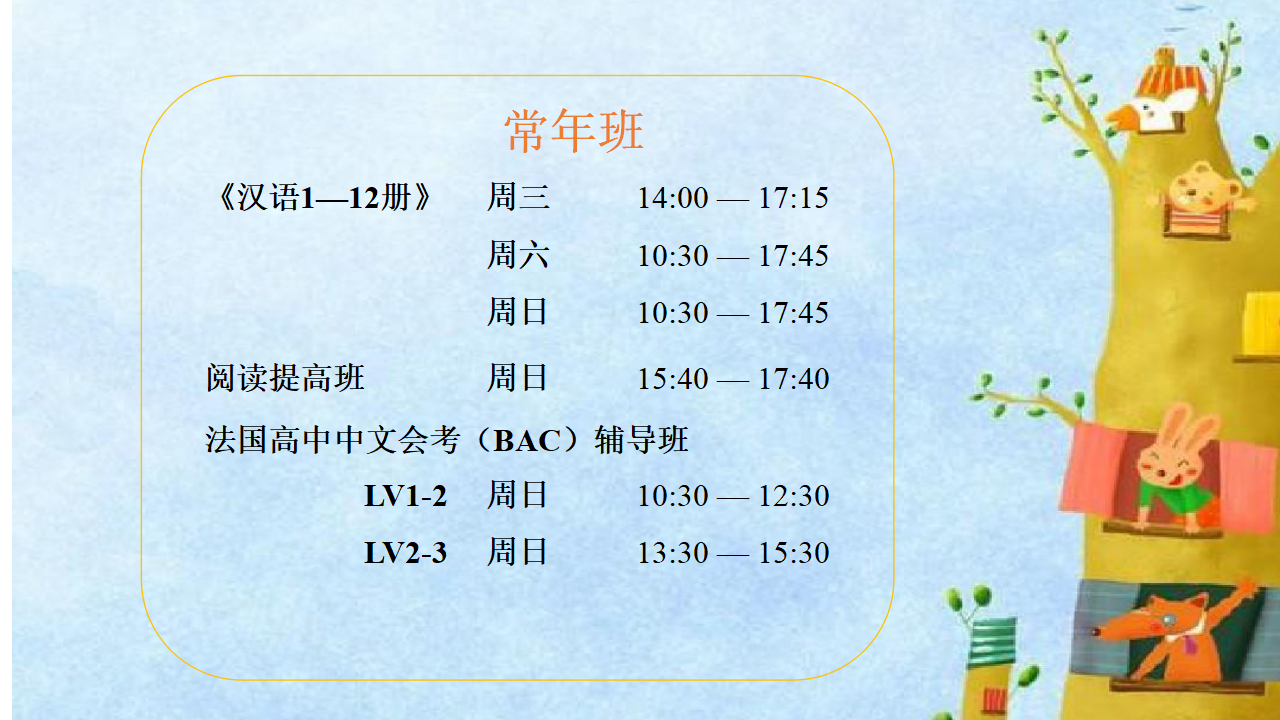 常年班
《汉语1—12册》 周三 14:00 — 17:15
周六 10:30 — 17:45
周日 10:30 — 17:45
阅读提高班 周日 15:40 — 17:40
法国高中中文会考（BAC）辅导班
LV1-2 周日 10:30 — 12:30
LV2-3 周日 13:30 — 15:30